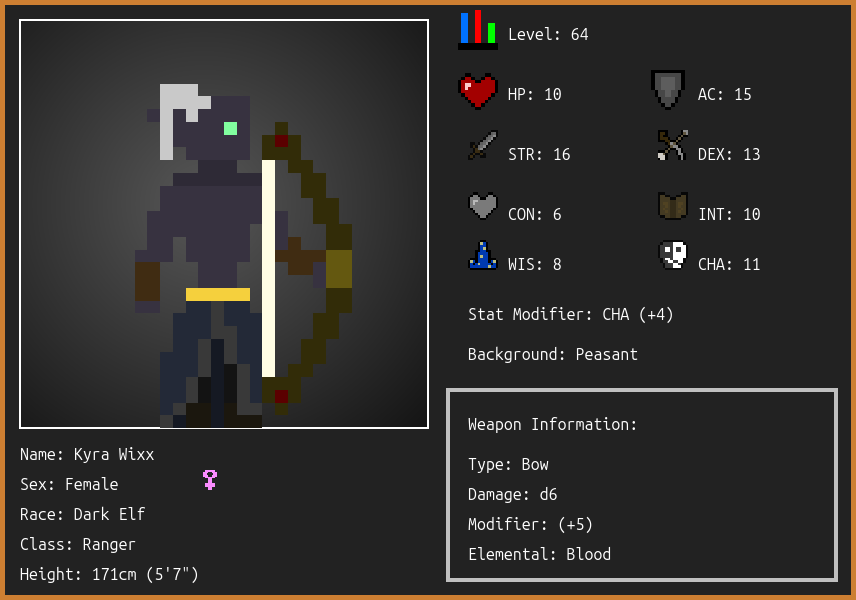 Level: 64
HP: 10
AC: 15
STR: 16
DEX: 13
CON: 6
INT: 10
WIS: 8
CHA: 11
Stat Modifier: CHA (+4)
Background: Peasant
Weapon Information:
Type: Bow
Damage: d6
Modifier: (+5)
Elemental: Blood
Name: Kyra Wixx
Sex: Female
Race: Dark Elf
Class: Ranger
Height: 171cm (5'7")